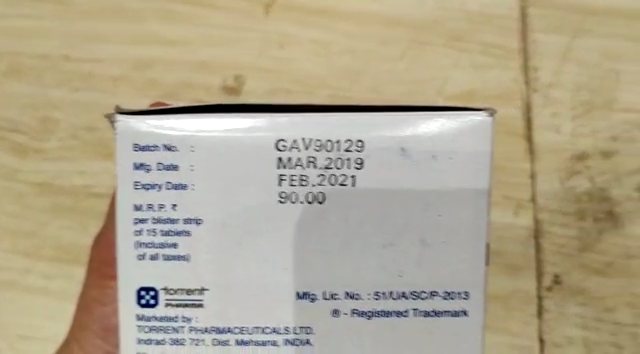 Batch No. : GAV90129
Mfg. Date : MAR.2019
Expiry Date : FEB.2021
M.R.P. ₹ 90.00
per blister strip
of 15 tablets
(Inclusive
of all taxes)
torrent
PHARMA
Mfg. Lic. No. : 51/UA/SC/P-2013
® - Registered Trademark
Marketed by :
TORRENT PHARMACEUTICALS LTD.
Indrad-382 721, Dist. Mehsana, INDIA.